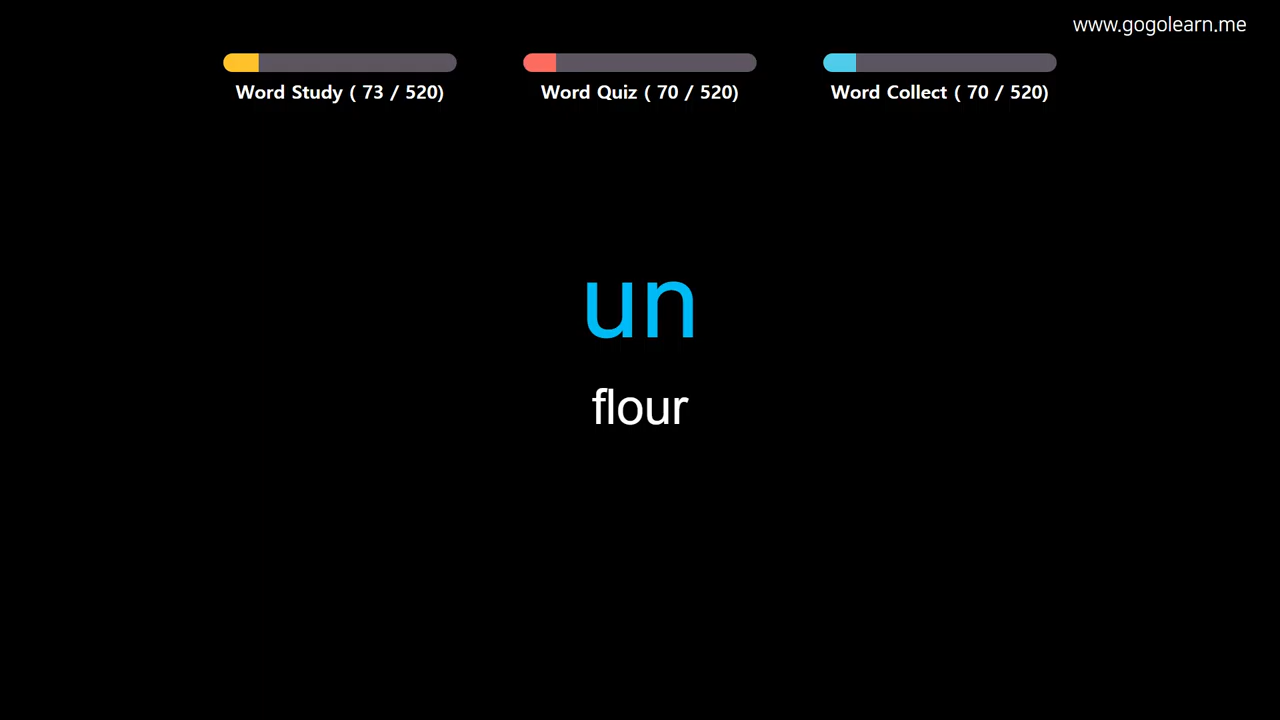 www.gogolearn.me
Word Study ( 73 / 520)
Word Quiz ( 70 / 520)
Word Collect ( 70 / 520)
un
flour